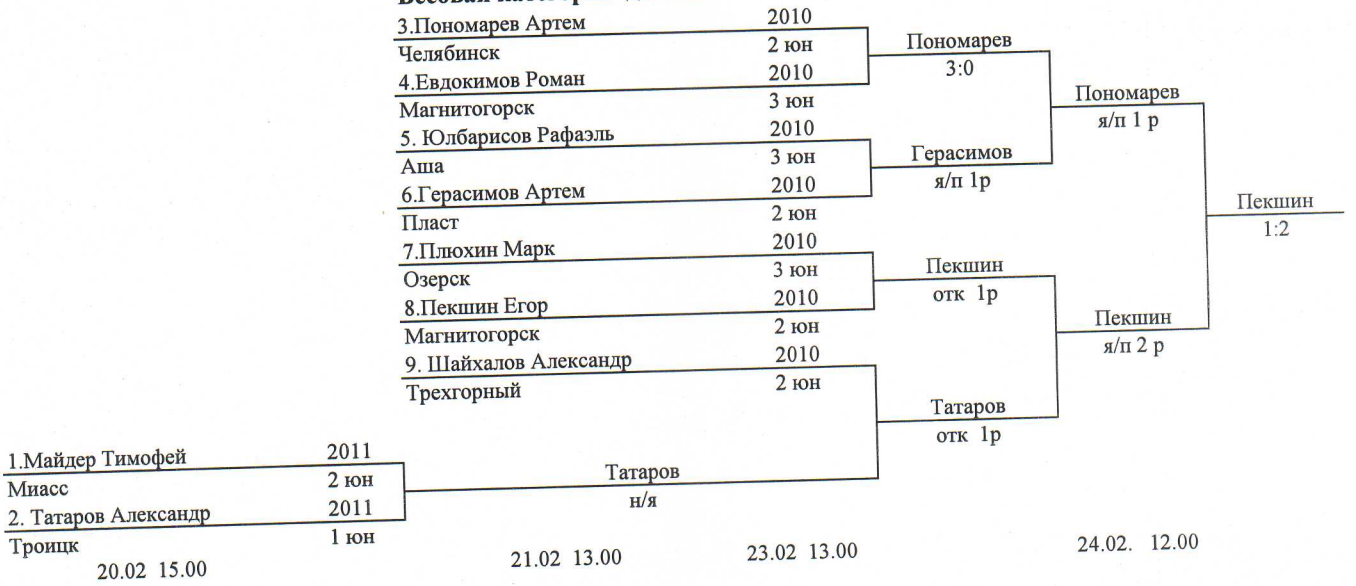 3.Пономарев Артем 2010
Челябинск 2 юн
4.Евдокимов Роман 2010
Магнитогорск 3 юн
5. Юлбарисов Рафаэль 2010
Аша 3 юн
6.Герасимов Артем 2010
Пласт 2 юн
7.Плюхин Марк 2010
Озерск 3 юн
8.Пекшин Егор 2010
Магнитогорск 2 юн
9. Шайхалов Александр 2010
Трехгорный 2 юн
1.Майдер Тимофей 2011
Миасс 2 юн
2. Татаров Александр 2011
Троицк 1 юн
Татаров
н/я
Пономарев
3:0
Герасимов
я/п 1р
Пекшин
отк 1р
Татаров
отк 1р
Пономарев
я/п 1 р
Пекшин
я/п 2 р
Пекшин
1:2
20.02 15.00
21.02 13.00
23.02 13.00
24.02. 12.00